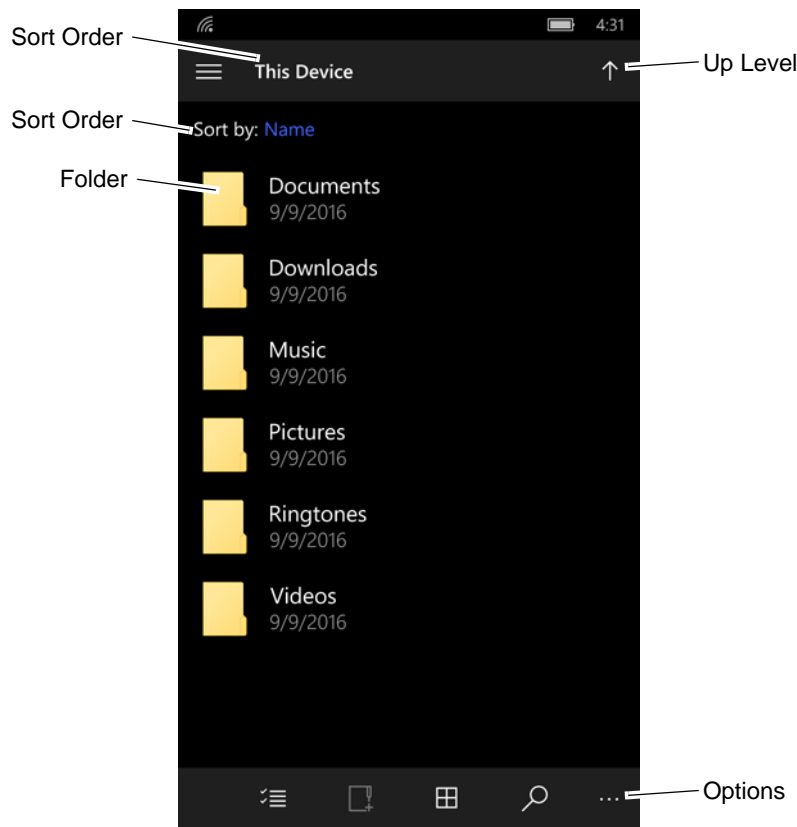 4:31
Sort Order
This Device
Up Level
Sort Order
Sort by: Name
Folder
Documents
9/9/2016
Downloads
9/9/2016
Music
9/9/2016
Pictures
9/9/2016
Ringtones
9/9/2016
Videos
9/9/2016
...
Options